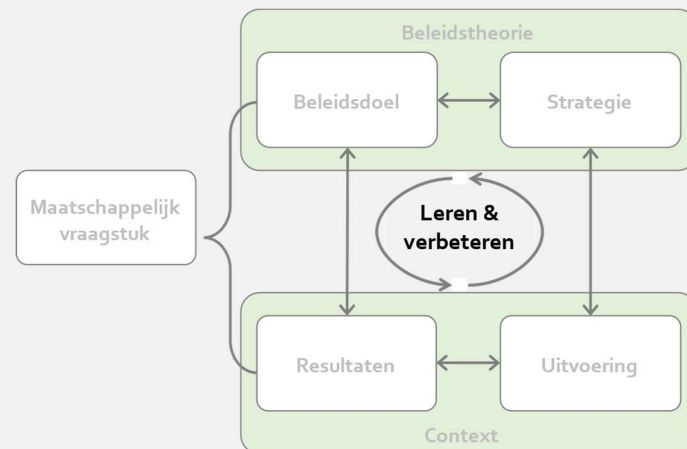 Beleidstheorie
Beleidsdoel
Strategie
Maatschappelijk
vraagstuk
Leren &
verbeteren
Resultaten
Uitvoering
Context